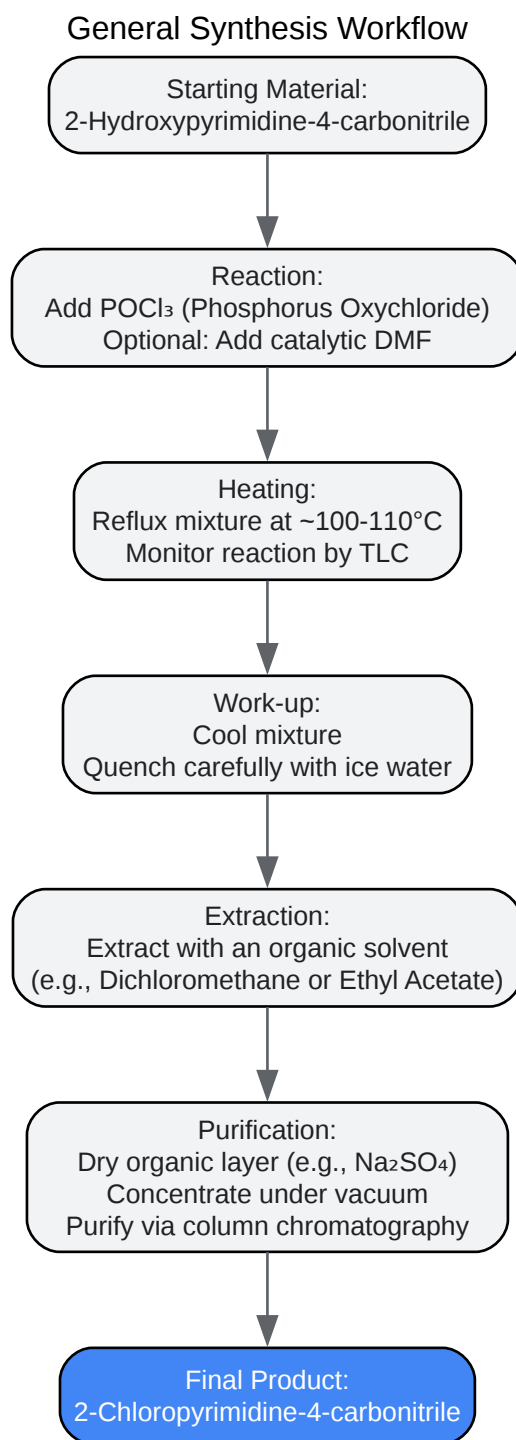 General Synthesis Workflow
Starting Material:
2-Hydroxypyrimidine-4-carbonitrile
Reaction:
Add POCl₃ (Phosphorus Oxychloride)
Optional: Add catalytic DMF
Heating:
Reflux mixture at ~100-110°C
Monitor reaction by TLC
Work-up:
Cool mixture
Quench carefully with ice water
Extraction:
Extract with an organic solvent
(e.g., Dichloromethane or Ethyl Acetate)
Purification:
Dry organic layer (e.g., Na₂SO₄)
Concentrate under vacuum
Purify via column chromatography
Final Product:
2-Chloropyrimidine-4-carbonitrile